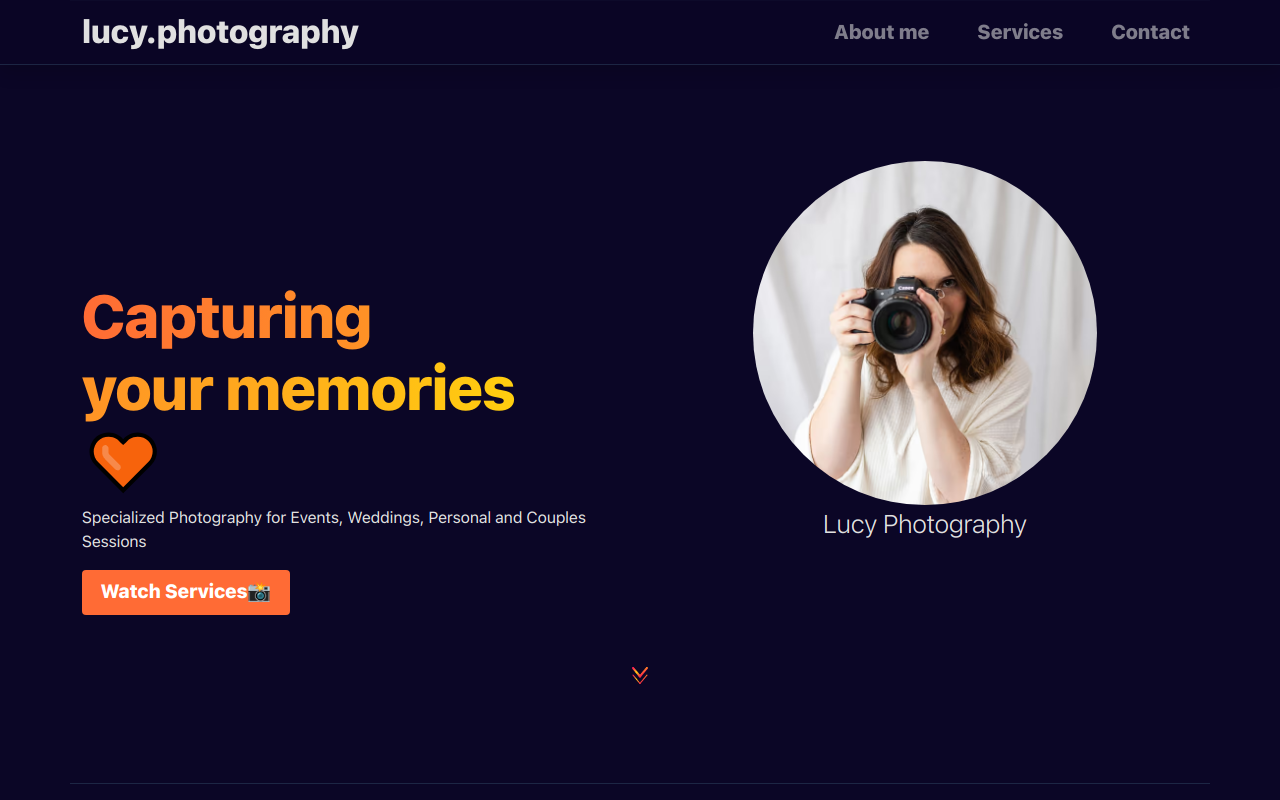 lucy.photography
About me
Services
Contact
Capturing
your memories
🧡
Specialized Photography for Events, Weddings, Personal and Couples
Sessions
Watch Services📸
Canon
Lucy Photography